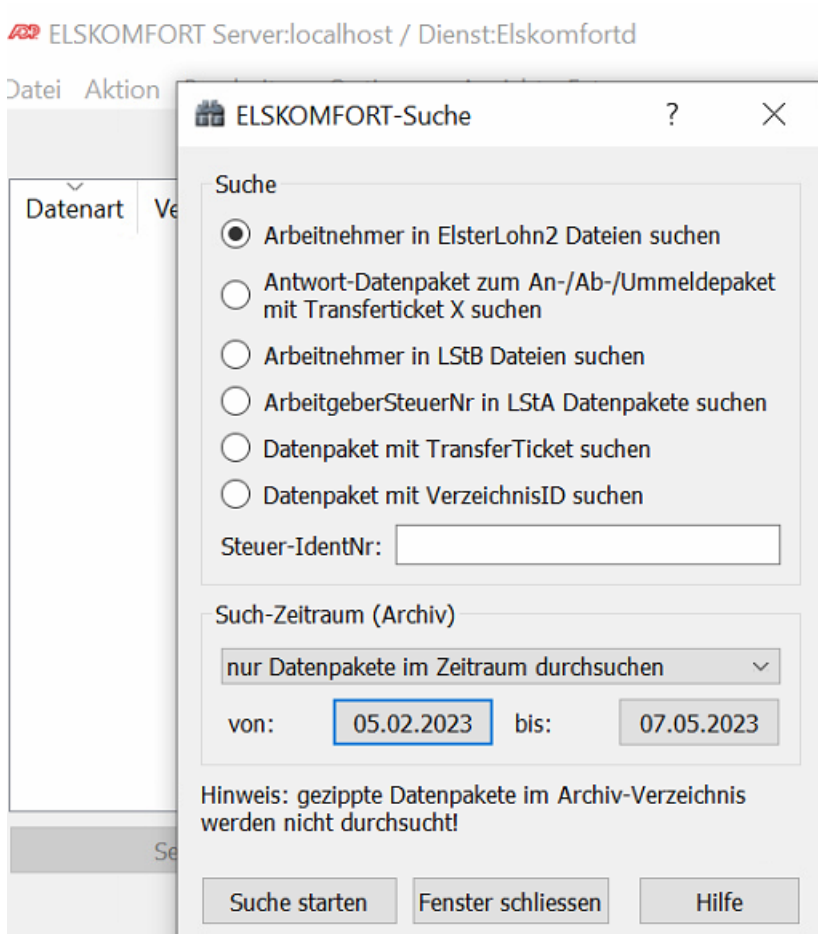 ADP ELSKOMFORT Server:localhost / Dienst:Elskomfortd
Datei Aktion
ELSKOMFORT-Suche ?
Datenart
Suche
Arbeitnehmer in ElsterLohn2 Dateien suchen
Antwort-Datenpaket zum An-/Ab-/Ummeldepaket
mit Transferticket X suchen
Arbeitnehmer in LStB Dateien suchen
ArbeitgeberSteuerNr in LStA Datenpakete suchen
Datenpaket mit TransferTicket suchen
Datenpaket mit VerzeichnisID suchen
Steuer-IdentNr:
Such-Zeitraum (Archiv)
nur Datenpakete im Zeitraum durchsuchen
von: 05.02.2023 bis: 07.05.2023
Hinweis: gezippte Datenpakete im Archiv-Verzeichnis
werden nicht durchsucht!
Suche starten Fenster schliessen Hilfe